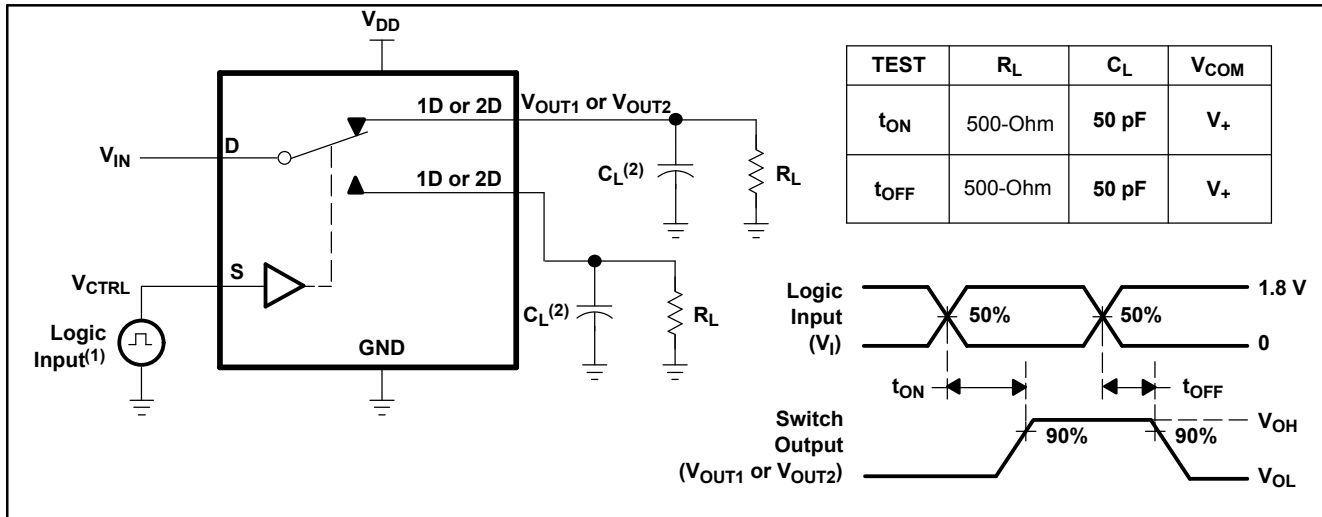 VDD
1D or 2D
VOUT1 or VOUT2
VIN
D
CL(2)
RL
1D or 2D
VCTRL
S
CL(2)
RL
Logic
Input(1)
GND
TEST RL CL VCOM
tON 500-Ohm 50 pF V+
tOFF 500-Ohm 50 pF V+
Logic
Input
(VI)
50%
50%
1.8 V
0
tON
tOFF
Switch
Output
(VOUT1 or VOUT2)
90%
90%
VOH
VOL